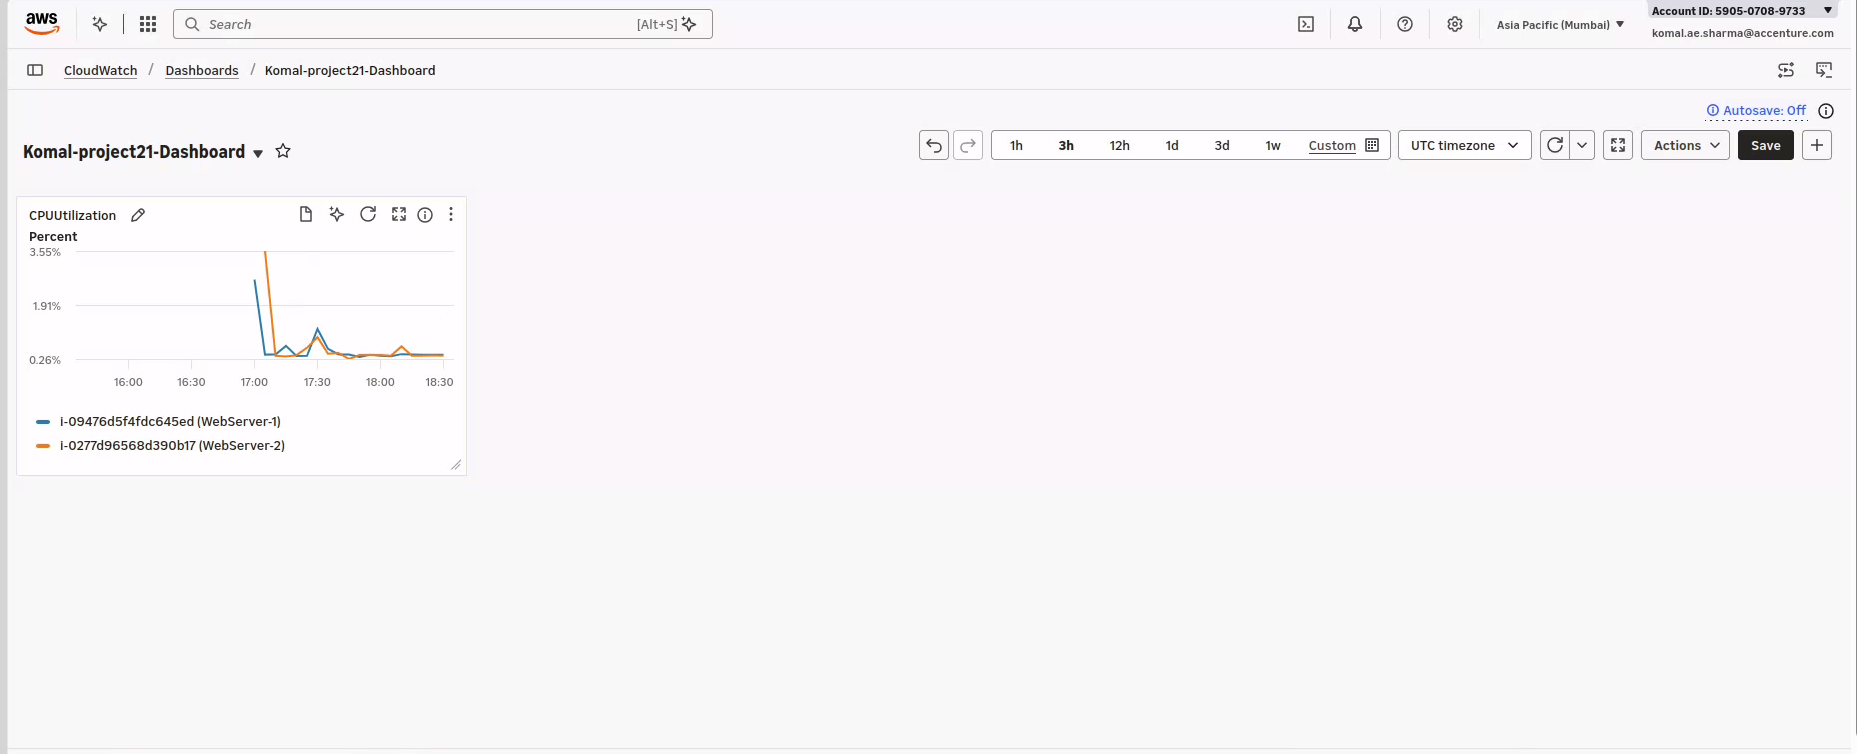 aws
Search
[Alt+S]
Asia Pacific (Mumbai)
Account ID: 5905-0708-9733
komal.ae.sharma@accenture.com
CloudWatch / Dashboards / Komal-project21-Dashboard
Autosave: Off
Komal-project21-Dashboard
1h 3h 12h 1d 3d 1w Custom
UTC timezone
Actions
Save
CPUUtilization
Percent
3.55%
1.91%
0.26%
16:00 16:30 17:00 17:30 18:00 18:30
i-09476d5f4fdc645ed (WebServer-1)
i-0277d96568d390b17 (WebServer-2)